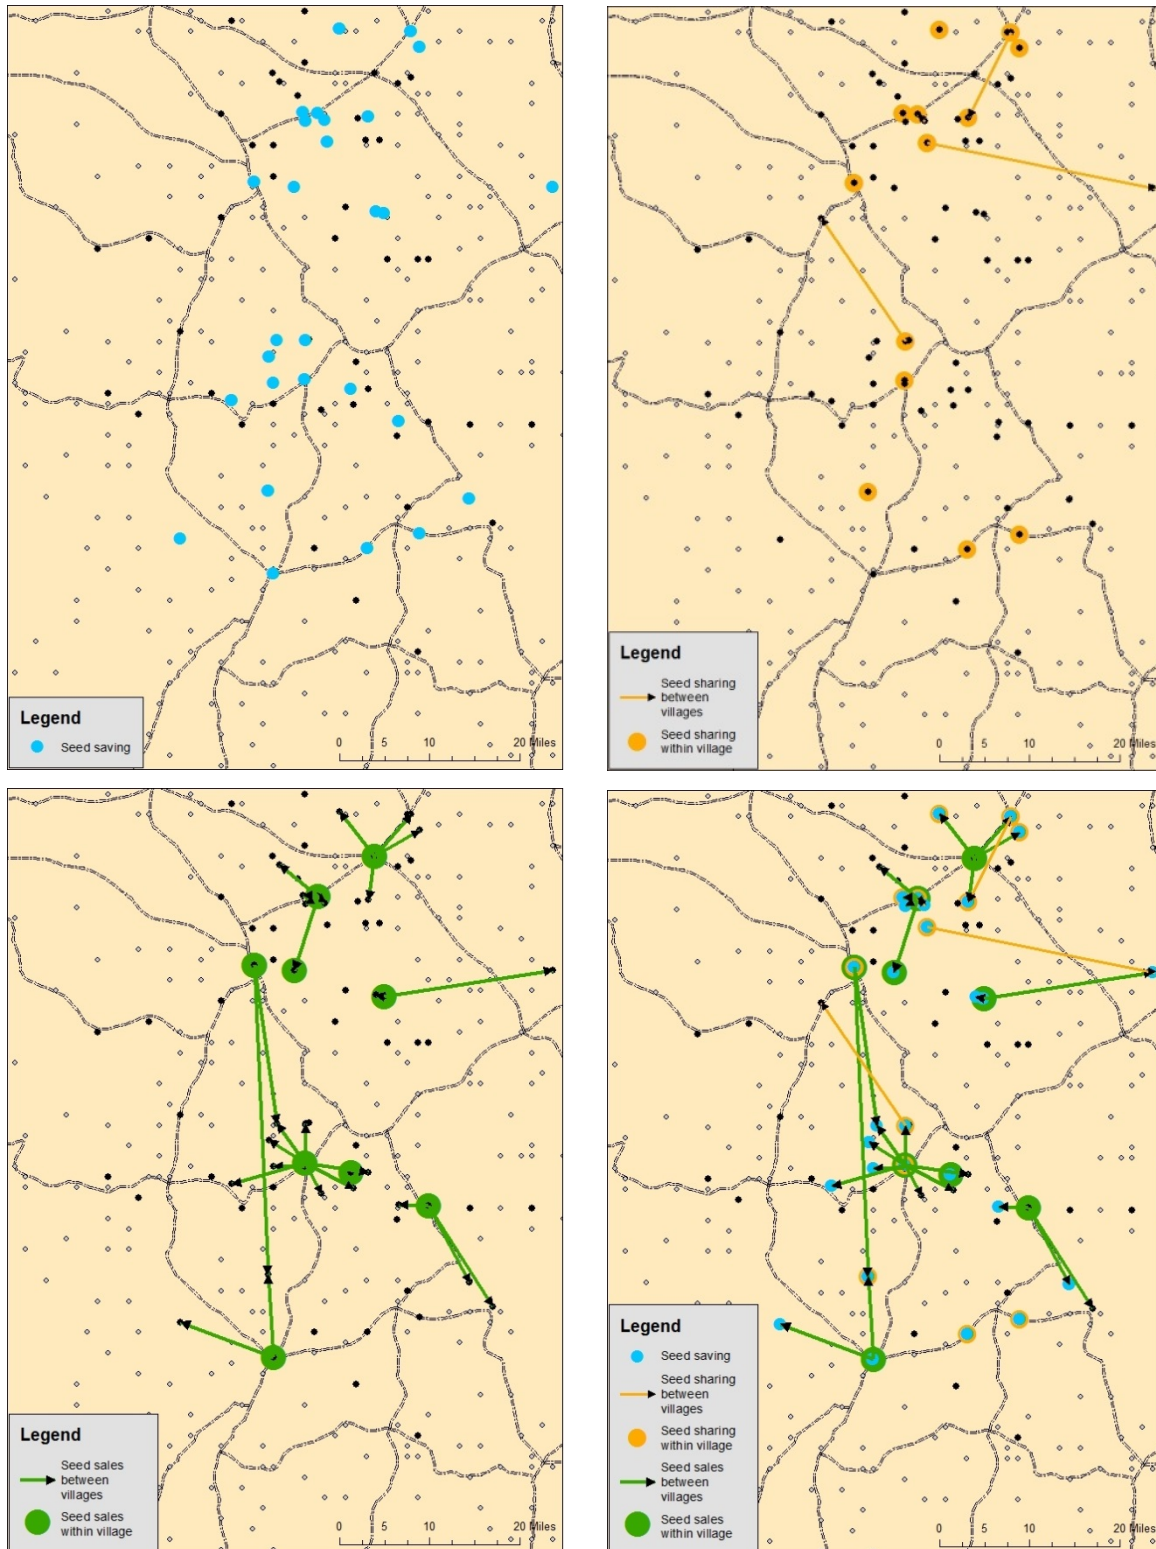 Legend
Seed saving
0 5 10 20 Miles
Legend
Seed sharing
between
villages
Seed sharing
within village
0 5 10 20 Miles
Legend
Seed sales
between
villages
Seed sales
within village
0 5 10 20 Miles
Legend
Seed saving
Seed sharing
between
villages
Seed sharing
within village
Seed sales
between
villages
Seed sales
within village
0 5 10 20 Miles